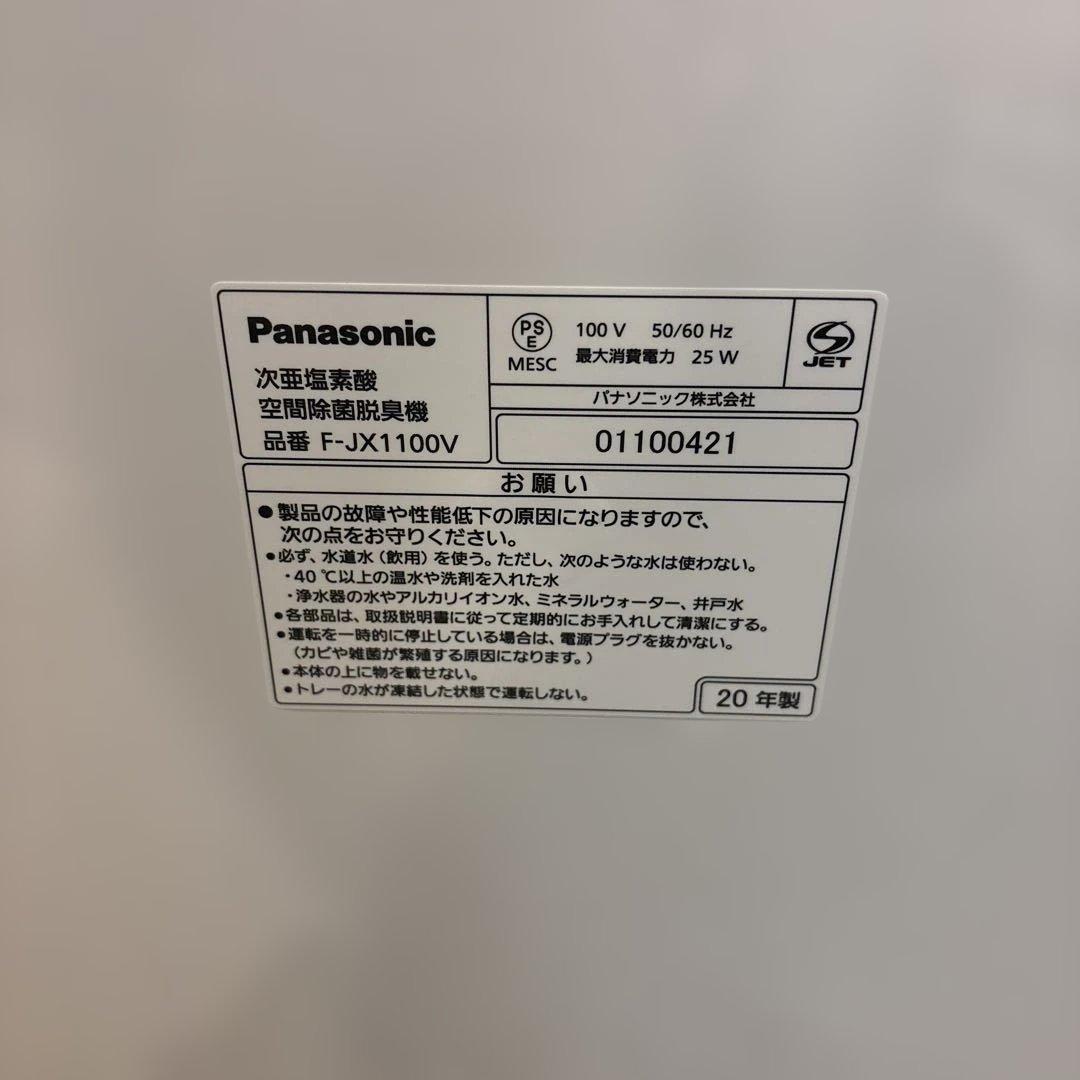 Panasonic
次亜塩素酸
空間除菌脱臭機
品番 F-JX1100V
PS
E
MESC
100 V 50/60 Hz
最大消費電力 25 W
JET
パナソニック株式会社
01100421
お願い
●製品の故障や性能低下の原因になりますので、
次の点をお守りください。
●必ず、水道水（飲用）を使う。ただし、次のような水は使わない。
・40 ℃以上の温水や洗剤を入れた水
・浄水器の水やアルカリイオン水、ミネラルウォーター、井戸水
●各部品は、取扱説明書に従って定期的にお手入れして清潔にする。
●運転を一時的に停止している場合は、電源プラグを抜かない。
（カビや雑菌が繁殖する原因になります。）
●本体の上に物を載せない。
●トレーの水が凍結した状態で運転しない。
20 年製